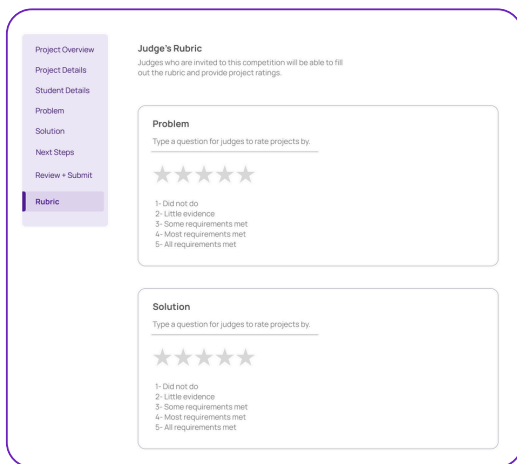 Project Overview
Project Details
Student Details
Problem
Solution
Next Steps
Review + Submit
Rubric
Judge's Rubric
Judges who are invited to this competition will be able to fill
out the rubric and provide project ratings.
Problem
Type a question for judges to rate projects by.
1- Did not do
2- Little evidence
3- Some requirements met
4- Most requirements met
5- All requirements met
Solution
Type a question for judges to rate projects by.
1- Did not do
2- Little evidence
3- Some requirements met
4- Most requirements met
5- All requirements met